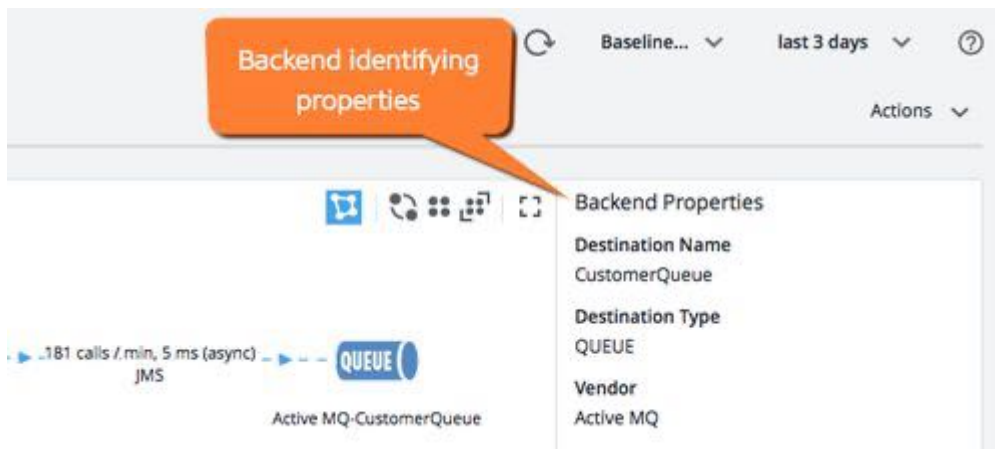 Backend identifying
properties
Baseline...
last 3 days
Actions
Backend Properties
Destination Name
CustomerQueue
Destination Type
QUEUE
Vendor
Active MQ
181 calls / min, 5 ms (async)
JMS
QUEUE
Active MQ-CustomerQueue